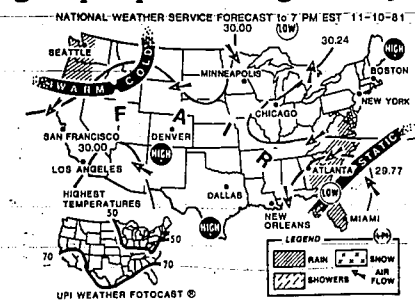 NATIONAL WEATHER SERVICE FORECAST to 7 PM EST 11-10-81
30.00
LOW
30.24
HIGH
SEATTLE
COLD
WARM
MINNEAPOLIS
BOSTON
NEW YORK
CHICAGO
F A I R
SAN FRANCISCO
DENVER
30.00
HIGH
LOS ANGELES
ATLANTA
STATIC
29.77
LOW
DALLAS
HIGHEST
TEMPERATURES
50
NEW
ORLEANS
MIAMI
HIGH
50
70
70
LEGEND
RAIN
SNOW
SHOWERS
AIR
FLOW
UPI WEATHER FOTOCAST ®